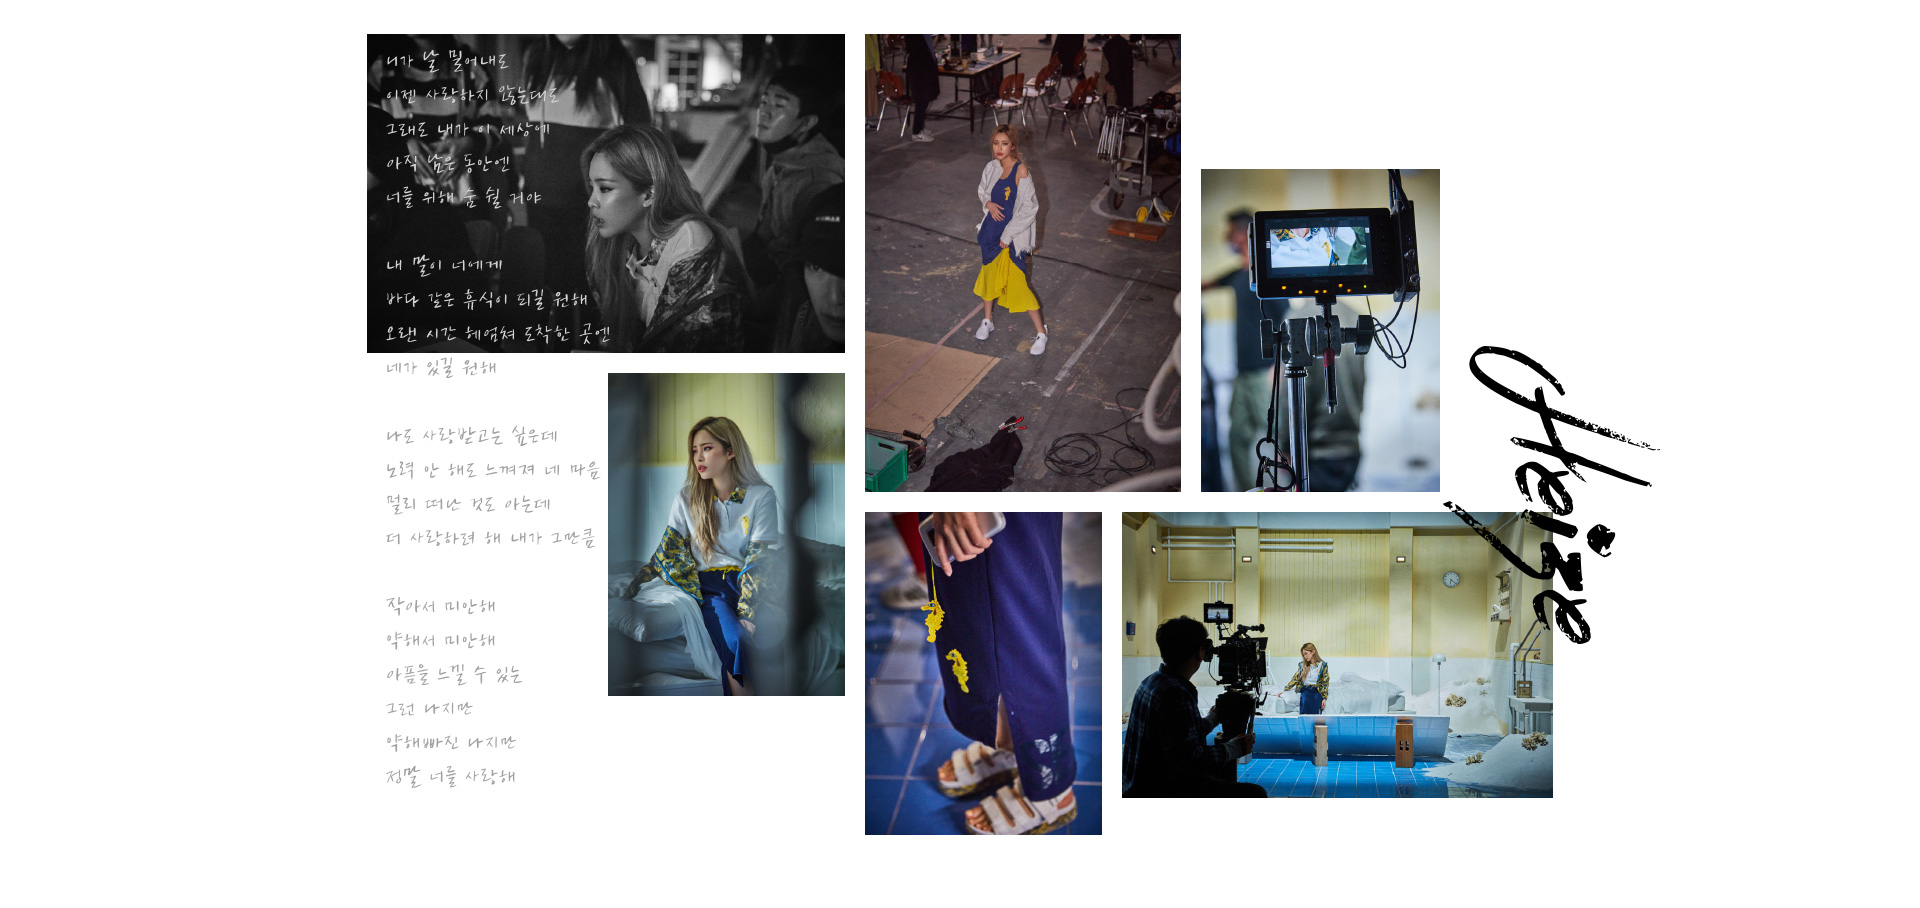 니가 날 밀어내도
이젠 사랑하지 않는대도
그래도 내가 이 세상에
아직 남은 동안엔
너를 위해 숨 쉴 거야
내 말이 너에게
바다 같은 휴식이 되길 원해
오랜 시간 헤엄쳐 도착한 곳엔
네가 있길 원해
나도 사랑받고는 싶은데
노력 안 해도 느껴져 네 마음
멀리 떠난 것도 아는데
더 사랑하려 해 내가 그만큼
작아서 미안해
약해서 미안해
아픔을 느낄 수 있는
그런 나지만
약해빠진 나지만
정말 너를 사랑해
Heize